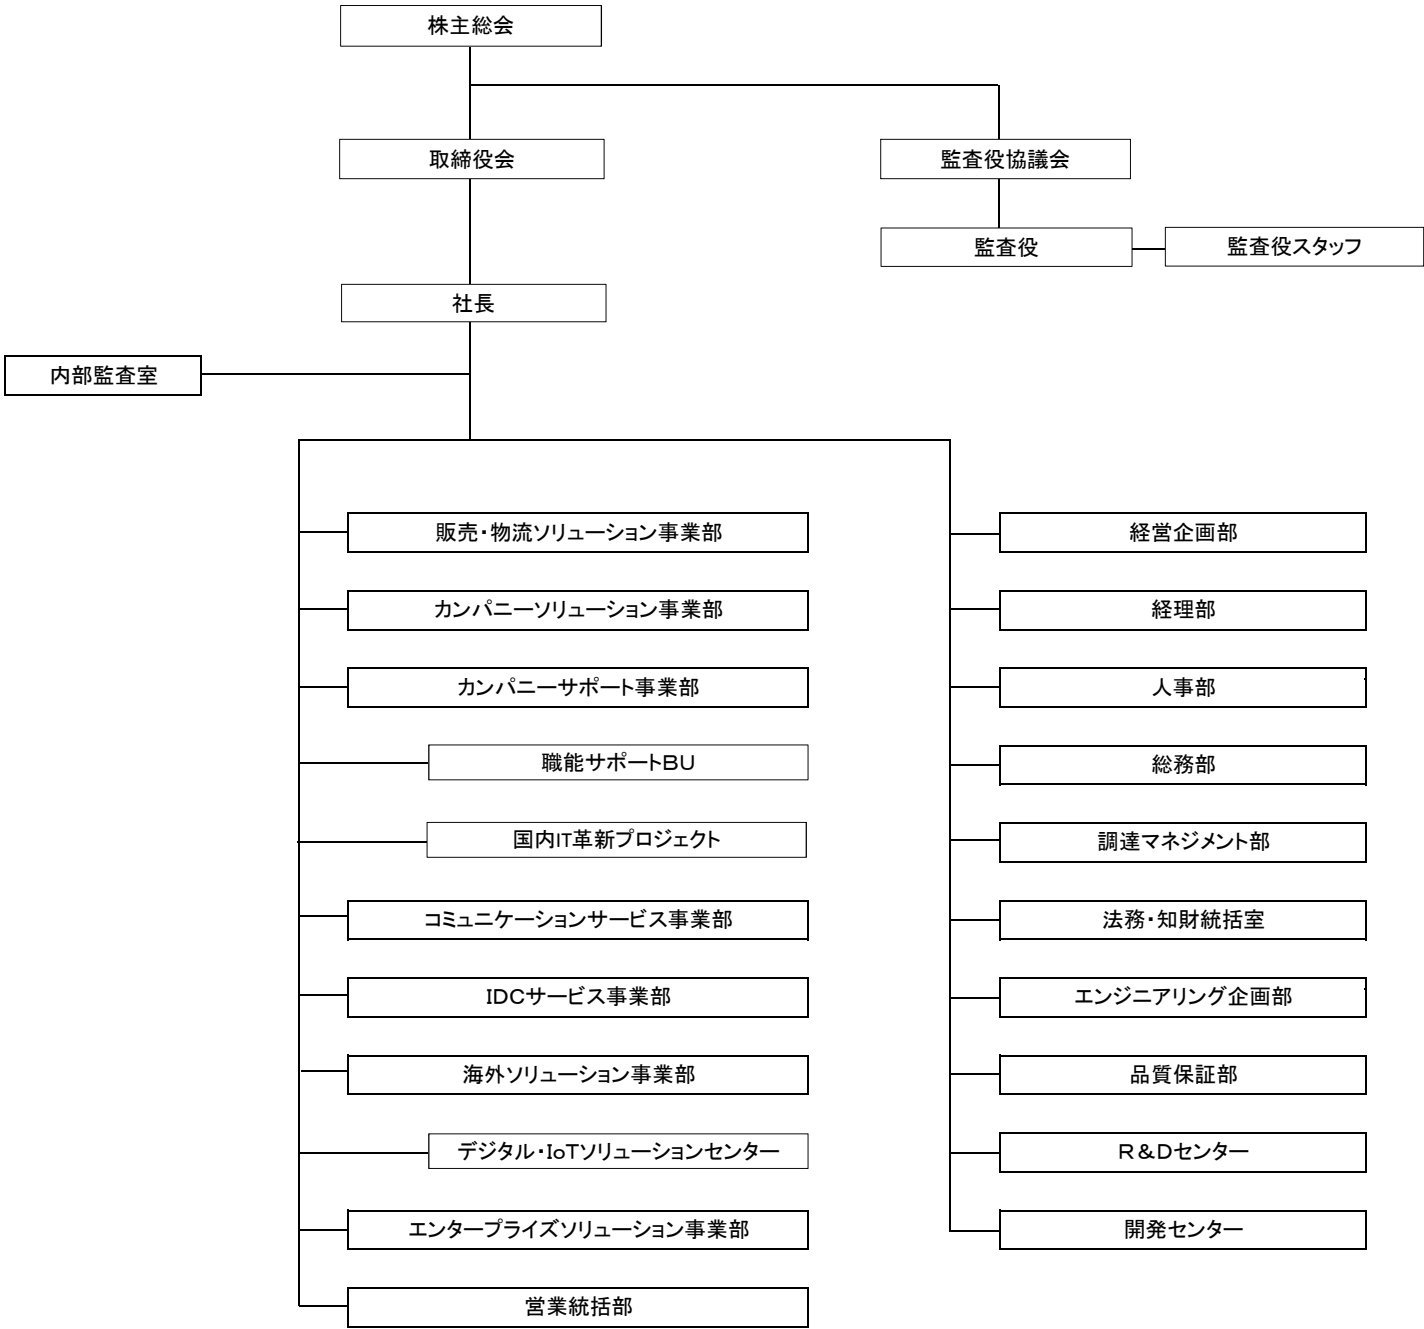 株主総会
取締役会
監査役協議会
監査役
監査役スタッフ
社長
内部監査室
販売・物流ソリューション事業部
カンパニーソリューション事業部
カンパニーサポート事業部
職能サポートBU
国内IT革新プロジェクト
コミュニケーションサービス事業部
IDCサービス事業部
海外ソリューション事業部
デジタル・IoTソリューションセンター
エンタープライズソリューション事業部
営業統括部
経営企画部
経理部
人事部
総務部
調達マネジメント部
法務・知財統括室
エンジニアリング企画部
品質保証部
R&Dセンター
開発センター